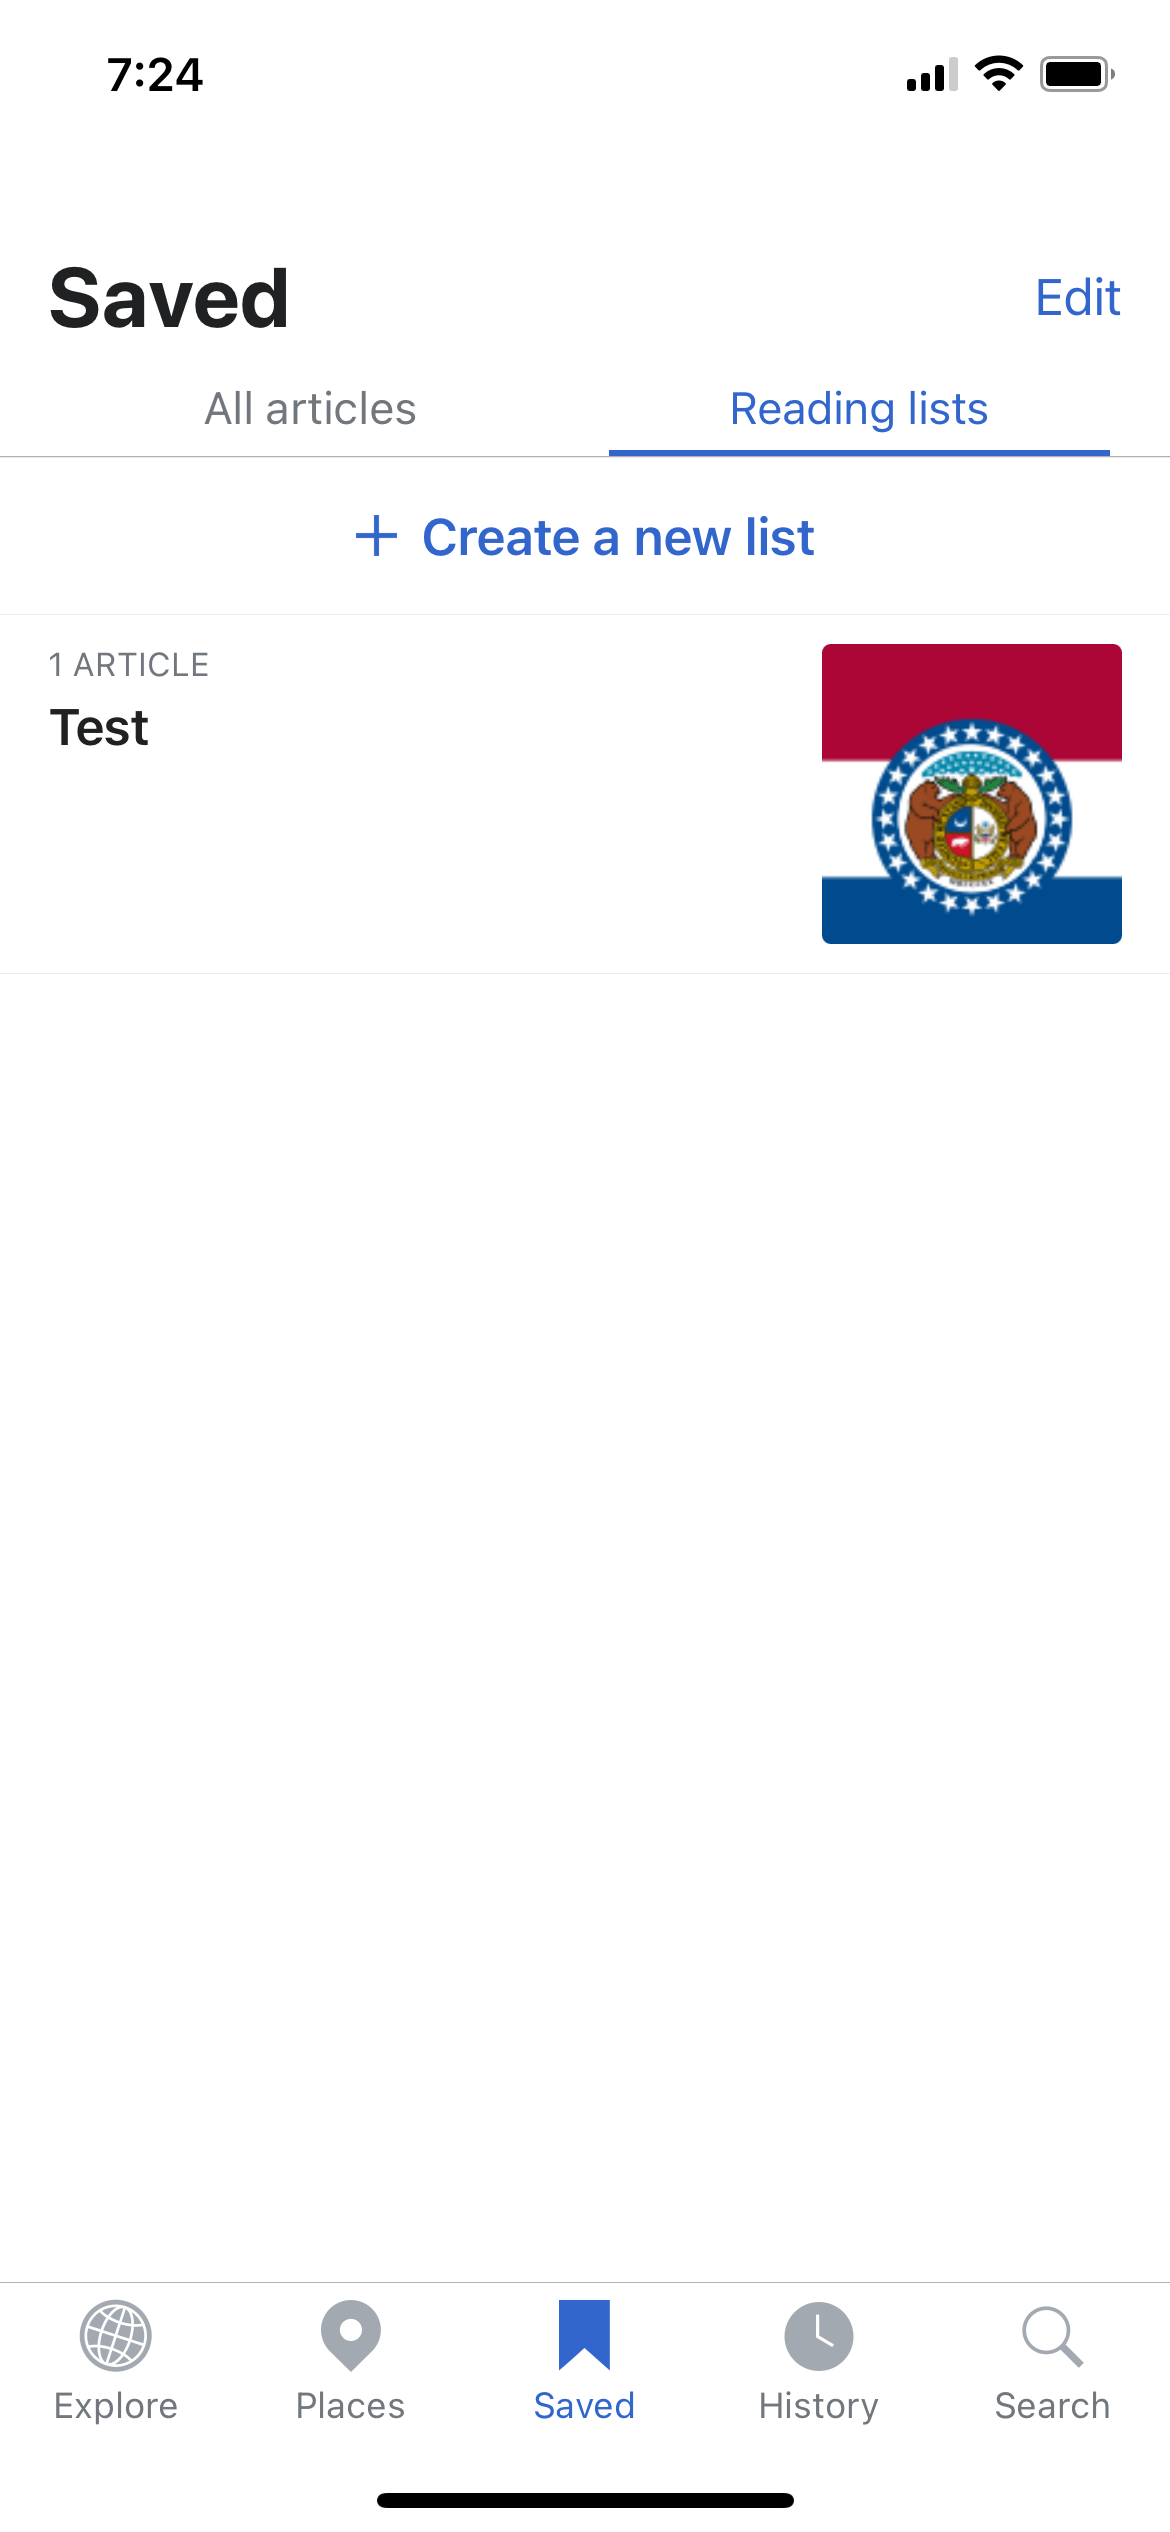 7:24
Saved
Edit
All articles
Reading lists
+ Create a new list
1 ARTICLE
Test
Explore
Places
Saved
History
Search